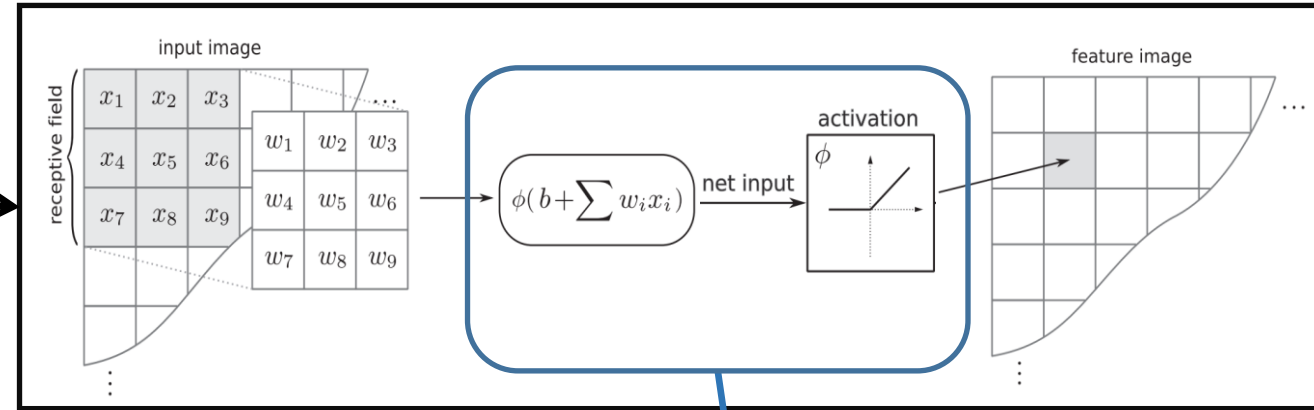 input image
receptive field
x₁ x₂ x₃
x₄ x₅ x₆
x₇ x₈ x₉
...
⋮
w₁ w₂ w₃
w₄ w₅ w₆
w₇ w₈ w₉
ϕ(b+∑ wᵢxᵢ)
net input
activation
ϕ
feature image
...
⋮